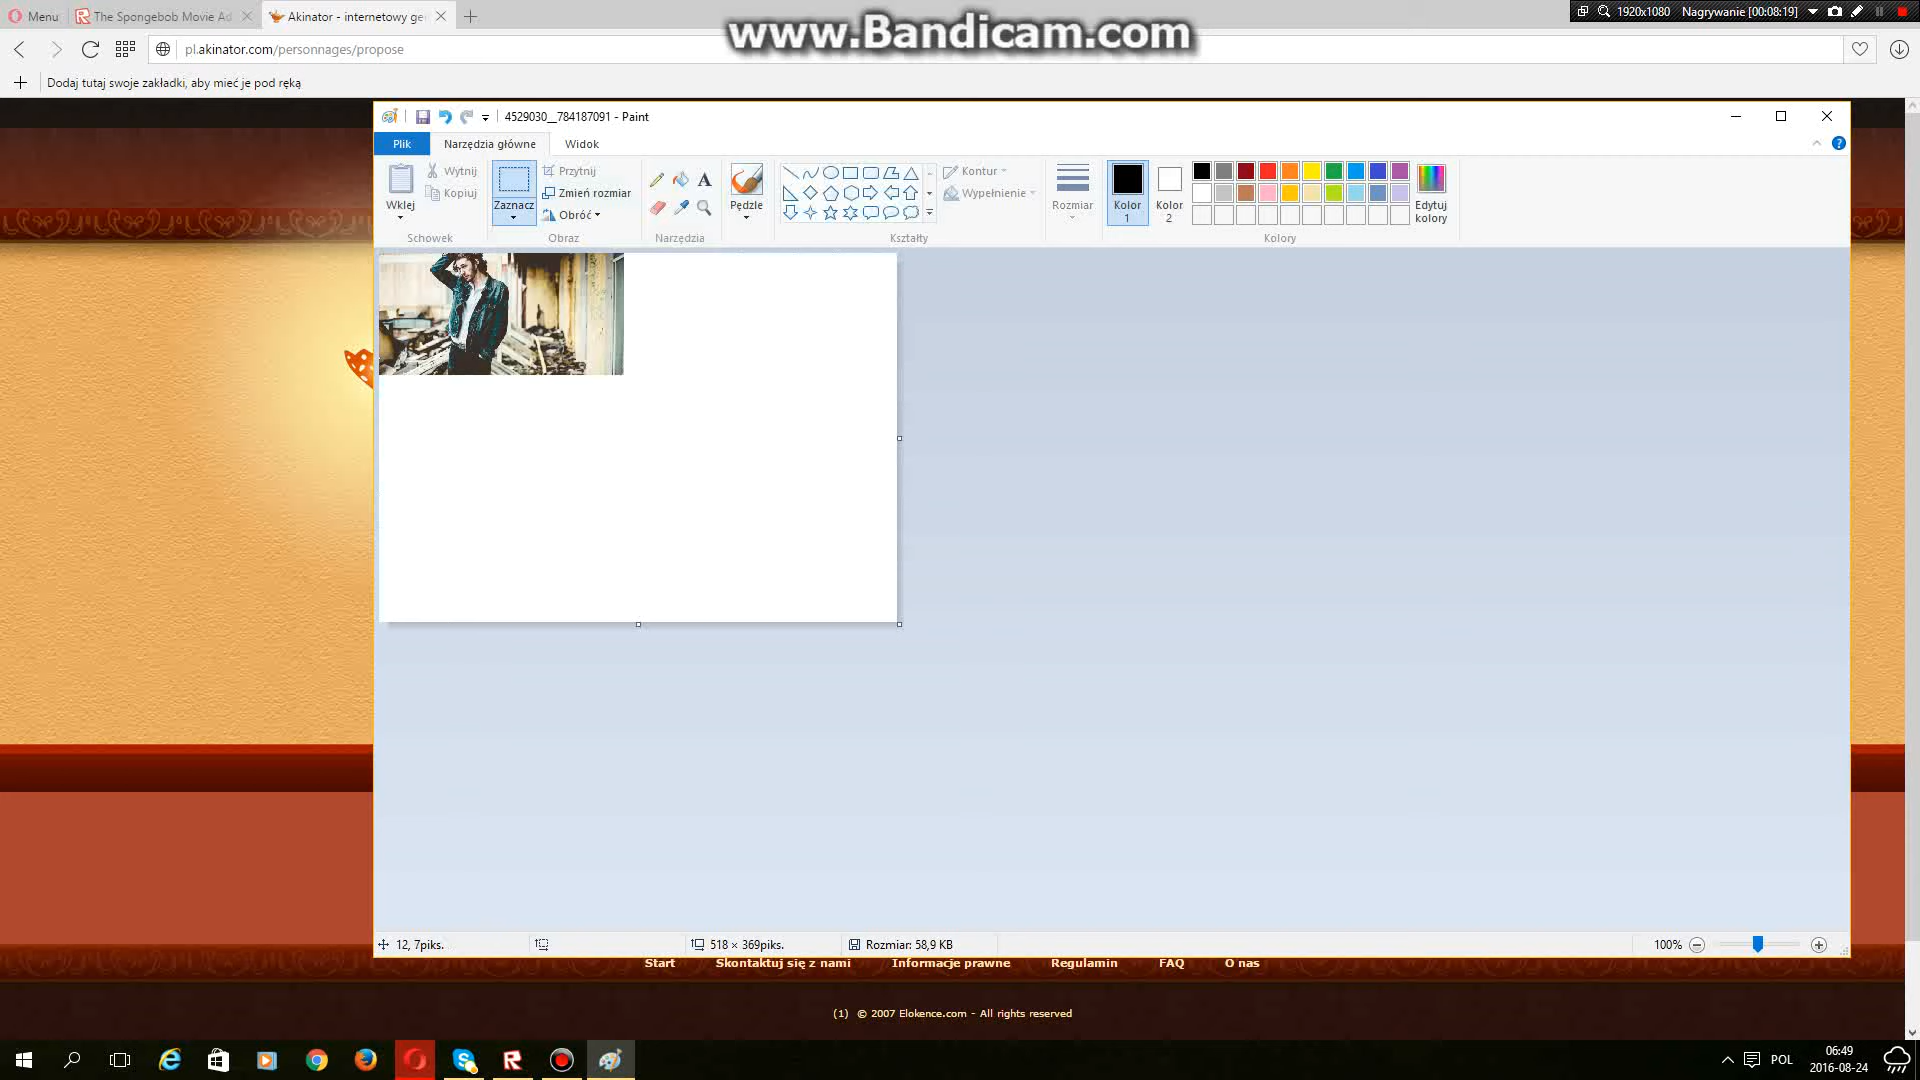 Menu
The Spongebob Movie Ad
Akinator - internetowy ge
www.Bandicam.com
1920x1080
Nagrywanie [00:08:19]
pl.akinator.com/personnages/propose
Dodaj tutaj swoje zakładki, aby mieć je pod ręką
4529030__784187091 - Paint
Plik
Narzędzia główne
Widok
Wklej
Wytnij
Kopiuj
Schowek
Zaznacz
Przytnij
Zmień rozmiar
Obróć
Obraz
A
Narzędzia
Pędzle
Kontur
Wypełnienie
Kształty
Rozmiar
Kolor
1
Kolor
2
Edytuj
kolory
Kolory
12, 7piks.
518 × 369piks.
Rozmiar: 58,9 KB
100%
Start
Skontaktuj się z nami
Informacje prawne
Regulamin
FAQ
O nas
(1) © 2007 Elokence.com - All rights reserved
POL
06:49
2016-08-24